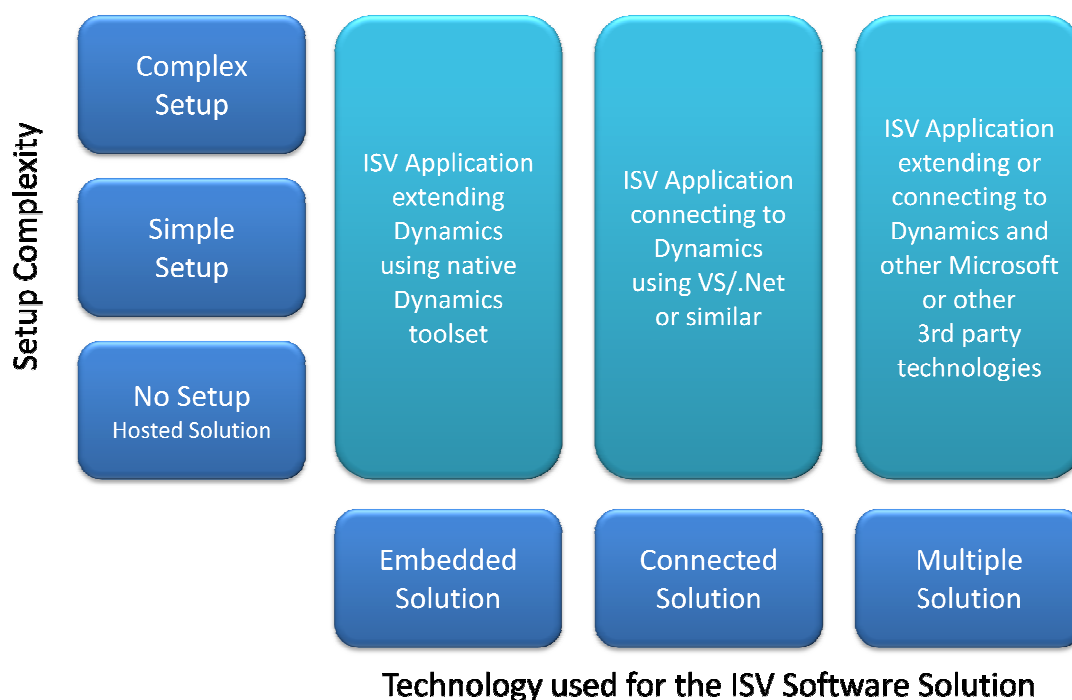 Setup Complexity
Complex
Setup
Simple
Setup
No Setup
Hosted Solution
ISV Application
extending
Dynamics
using native
Dynamics
toolset
ISV Application
connecting to
Dynamics
using VS/.Net
or similar
ISV Application
extending or
connecting to
Dynamics and
other Microsoft
or other
3rd party
technologies
Embedded
Solution
Connected
Solution
Multiple
Solution
Technology used for the ISV Software Solution